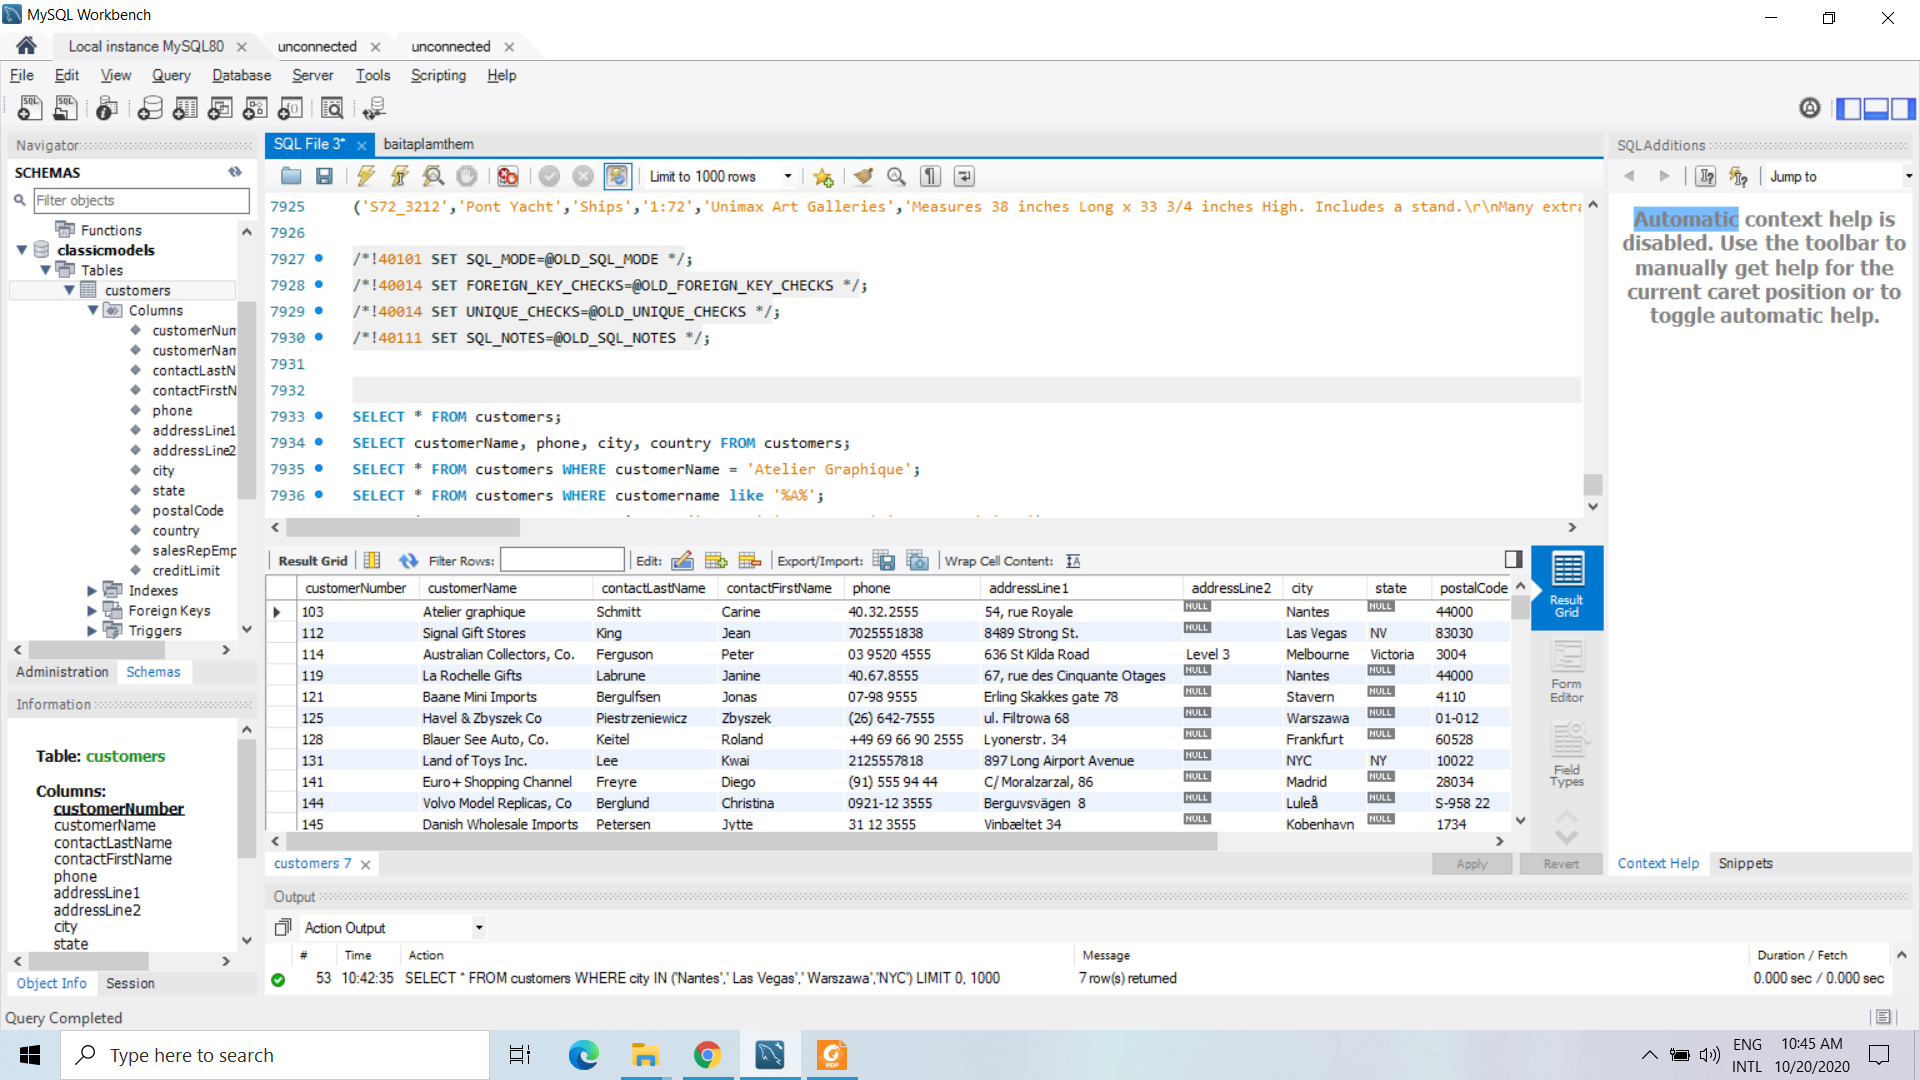 MySQL Workbench
Local instance MySQL80
unconnected
unconnected
File Edit View Query Database Server Tools Scripting Help
Navigator
SCHEMAS
Filter objects
Functions
classicmodels
Tables
customers
Columns
customerNum
customerNam
contactLastN
contactFirstN
phone
addressLine1
addressLine2
city
state
postalCode
country
salesRepEmp
creditLimit
Indexes
Foreign Keys
Triggers
Administration Schemas
Information
Table: customers
Columns:
customerNumber
customerName
contactLastName
contactFirstName
phone
addressLine1
addressLine2
city
state
Object Info Session
SQL File 3* baitaplamthem
Limit to 1000 rows
7925 ('S72_3212','Pont Yacht','Ships','1:72','Unimax Art Galleries','Measures 38 inches Long x 33 3/4 inches High. Includes a stand.\r\nMany extra
7926
7927 /*!40101 SET SQL_MODE=@OLD_SQL_MODE */;
7928 /*!40014 SET FOREIGN_KEY_CHECKS=@OLD_FOREIGN_KEY_CHECKS */;
7929 /*!40014 SET UNIQUE_CHECKS=@OLD_UNIQUE_CHECKS */;
7930 /*!40111 SET SQL_NOTES=@OLD_SQL_NOTES */;
7931
7932
7933 SELECT * FROM customers;
7934 SELECT customerName, phone, city, country FROM customers;
7935 SELECT * FROM customers WHERE customerName = 'Atelier Graphique';
7936 SELECT * FROM customers WHERE customername like '%A%';
Result Grid Filter Rows: Edit: Export/Import: Wrap Cell Content:
customerNumber customerName contactLastName contactFirstName phone addressLine1 addressLine2 city state postalCode
103 Atelier graphique Schmitt Carine 40.32.2555 54, rue Royale NULL Nantes NULL 44000
112 Signal Gift Stores King Jean 7025551838 8489 Strong St. NULL Las Vegas NV 83030
114 Australian Collectors, Co. Ferguson Peter 03 9520 4555 636 St Kilda Road Level 3 Melbourne Victoria 3004
119 La Rochelle Gifts Labrune Janine 40.67.8555 67, rue des Cinquante Otages NULL Nantes NULL 44000
121 Baane Mini Imports Bergulfsen Jonas 07-98 9555 Erling Skakkes gate 78 NULL Stavern NULL 4110
125 Havel & Zbyszek Co Piestrzeniewicz Zbyszek (26) 642-7555 ul. Filtrowa 68 NULL Warszawa NULL 01-012
128 Blauer See Auto, Co. Keitel Roland +49 69 66 90 2555 Lyonerstr. 34 NULL Frankfurt NULL 60528
131 Land of Toys Inc. Lee Kwai 2125557818 897 Long Airport Avenue NULL NYC NY 10022
141 Euro+ Shopping Channel Freyre Diego (91) 555 94 44 C/ Moralzarzal, 86 NULL Madrid NULL 28034
144 Volvo Model Replicas, Co Berglund Christina 0921-12 3555 Berguvsvägen 8 NULL Luleå NULL S-958 22
145 Danish Wholesale Imports Petersen Jytte 31 12 3555 Vinbæltet 34 NULL Kobenhavn NULL 1734
Result Grid
Form Editor
Field Types
customers 7
Apply Revert
Output
Action Output
# Time Action Message Duration / Fetch
53 10:42:35 SELECT * FROM customers WHERE city IN ('Nantes',' Las Vegas',' Warszawa','NYC') LIMIT 0, 1000 7 row(s) returned 0.000 sec / 0.000 sec
SQLAdditions
Jump to
Automatic context help is
disabled. Use the toolbar to
manually get help for the
current caret position or to
toggle automatic help.
Context Help Snippets
Query Completed
Type here to search
PDF
ENG
INTL
10:45 AM
10/20/2020